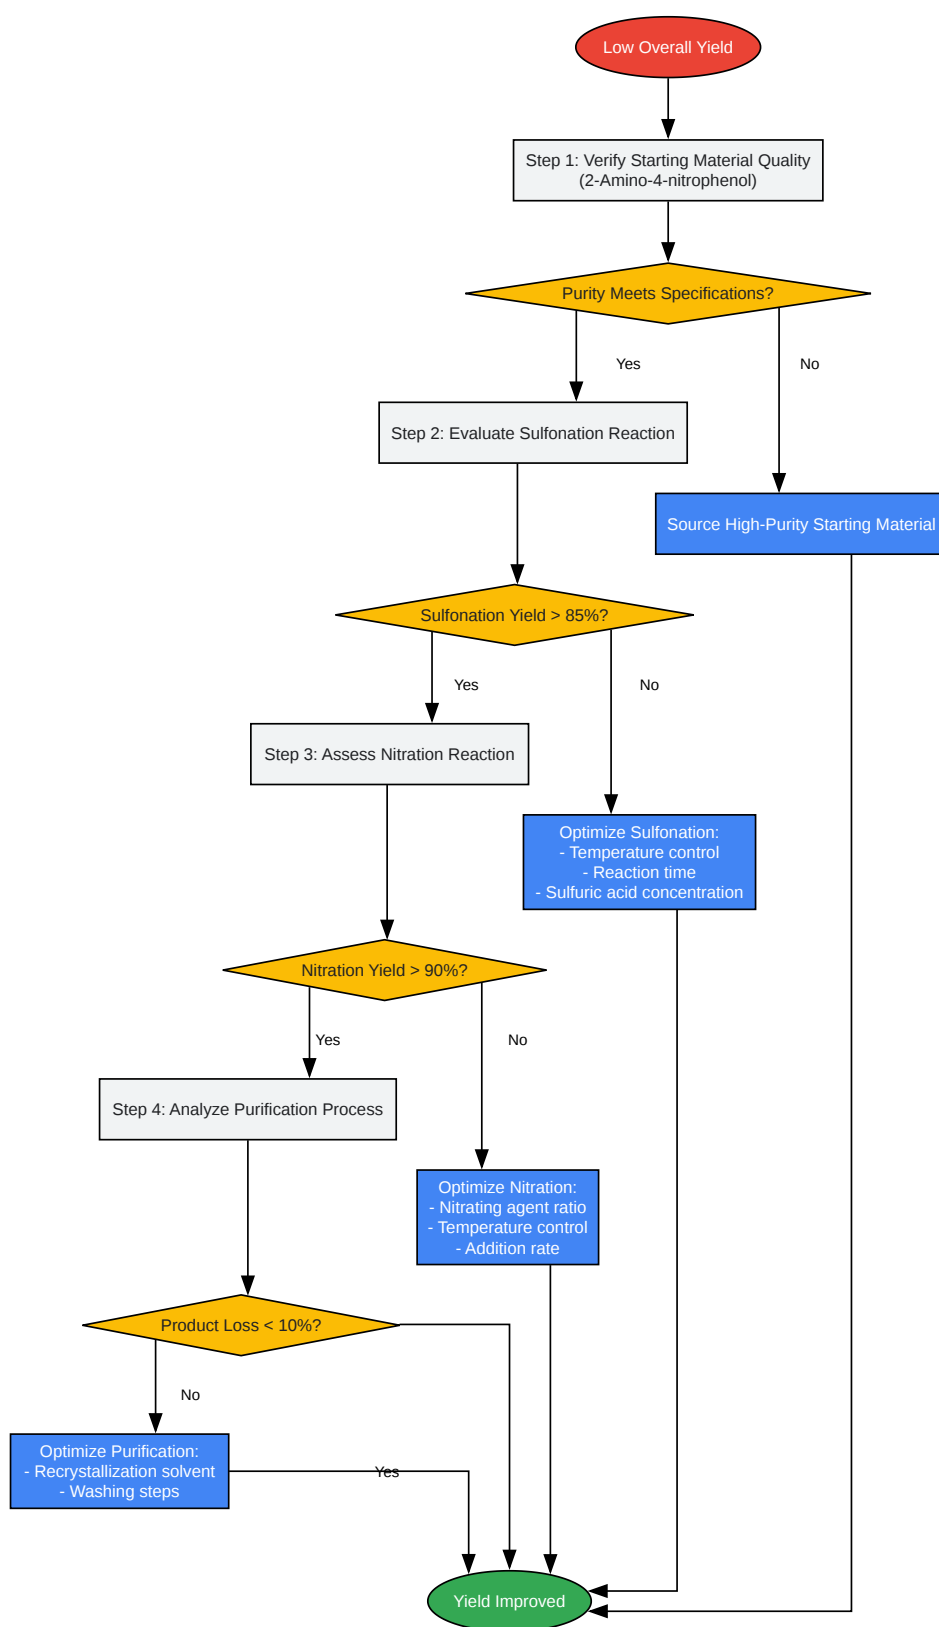 Low Overall Yield
Step 1: Verify Starting Material Quality
(2-Amino-4-nitrophenol)
Purity Meets Specifications?
Yes
No
Step 2: Evaluate Sulfonation Reaction
Source High-Purity Starting Material
Sulfonation Yield > 85%?
Yes
No
Step 3: Assess Nitration Reaction
Optimize Sulfonation:
- Temperature control
- Reaction time
- Sulfuric acid concentration
Nitration Yield > 90%?
Yes
No
Step 4: Analyze Purification Process
Optimize Nitration:
- Nitrating agent ratio
- Temperature control
- Addition rate
Product Loss < 10%?
No
Optimize Purification:
- Recrystallization solvent
- Washing steps
Yes
Yield Improved